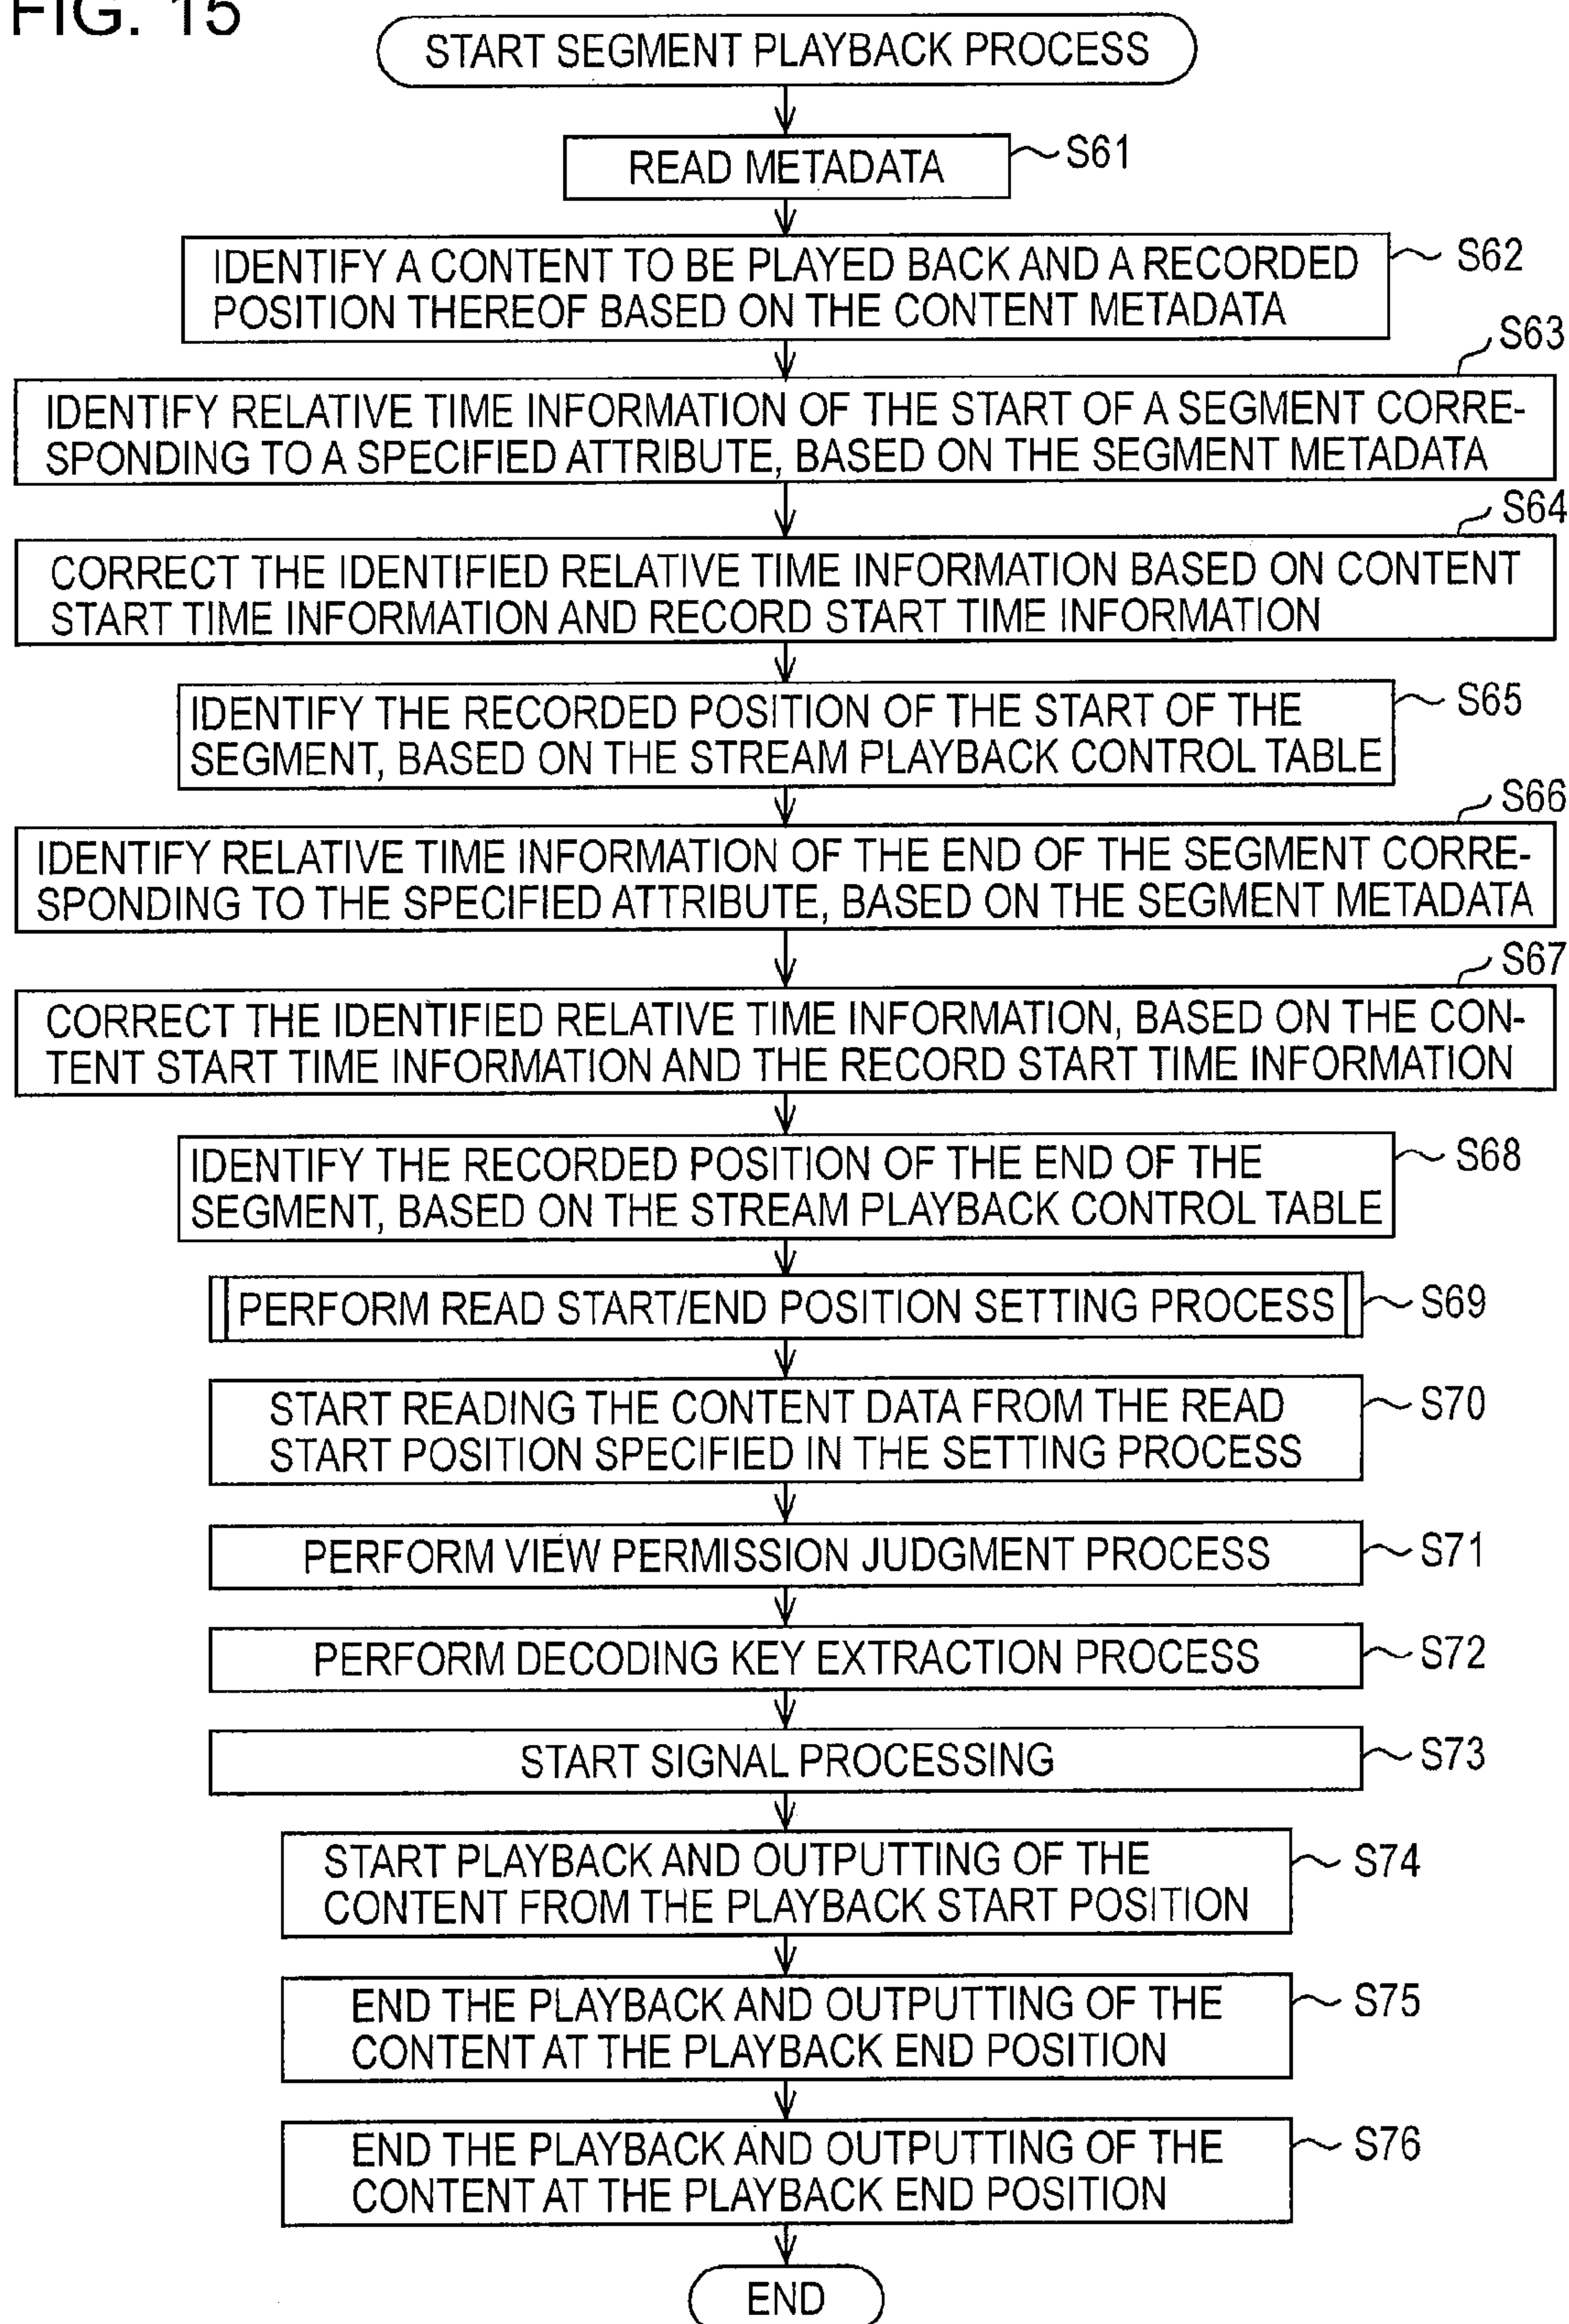 FIG. 15
START SEGMENT PLAYBACK PROCESS
READ METADATA
S61
IDENTIFY A CONTENT TO BE PLAYED BACK AND A RECORDED
POSITION THEREOF BASED ON THE CONTENT METADATA
S62
S63
IDENTIFY RELATIVE TIME INFORMATION OF THE START OF A SEGMENT CORRE-
SPONDING TO A SPECIFIED ATTRIBUTE, BASED ON THE SEGMENT METADATA
S64
CORRECT THE IDENTIFIED RELATIVE TIME INFORMATION BASED ON CONTENT
START TIME INFORMATION AND RECORD START TIME INFORMATION
IDENTIFY THE RECORDED POSITION OF THE START OF THE
SEGMENT, BASED ON THE STREAM PLAYBACK CONTROL TABLE
S65
S66
IDENTIFY RELATIVE TIME INFORMATION OF THE END OF THE SEGMENT CORRE-
SPONDING TO THE SPECIFIED ATTRIBUTE, BASED ON THE SEGMENT METADATA
S67
CORRECT THE IDENTIFIED RELATIVE TIME INFORMATION, BASED ON THE CON-
TENT START TIME INFORMATION AND THE RECORD START TIME INFORMATION
IDENTIFY THE RECORDED POSITION OF THE END OF THE
SEGMENT, BASED ON THE STREAM PLAYBACK CONTROL TABLE
S68
PERFORM READ START/END POSITION SETTING PROCESS
S69
START READING THE CONTENT DATA FROM THE READ
START POSITION SPECIFIED IN THE SETTING PROCESS
S70
PERFORM VIEW PERMISSION JUDGMENT PROCESS
S71
PERFORM DECODING KEY EXTRACTION PROCESS
S72
START SIGNAL PROCESSING
S73
START PLAYBACK AND OUTPUTTING OF THE
CONTENT FROM THE PLAYBACK START POSITION
S74
END THE PLAYBACK AND OUTPUTTING OF THE
CONTENT AT THE PLAYBACK END POSITION
S75
END THE PLAYBACK AND OUTPUTTING OF THE
CONTENT AT THE PLAYBACK END POSITION
S76
END